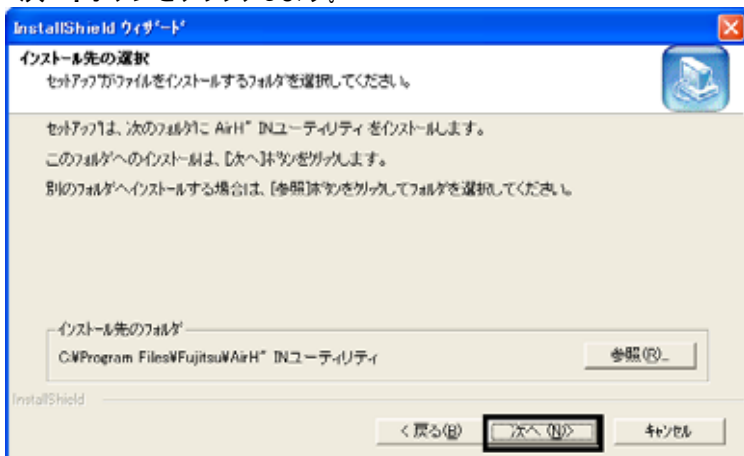 InstallShield ウィザード
インストール先の選択
セットアップがファイルをインストールするフォルダを選択してください。
セットアップは、次のフォルダに AirH" INユーティリティ をインストールします。
このフォルダへのインストールは、[次へ]ボタンをクリックします。
別のフォルダへインストールする場合は、[参照]ボタンをクリックしてフォルダを選択してください。
インストール先のフォルダ
C:¥Program Files¥Fujitsu¥AirH" INユーティリティ
参照(R)...
InstallShield
< 戻る(B)
次へ(N)>
キャンセル